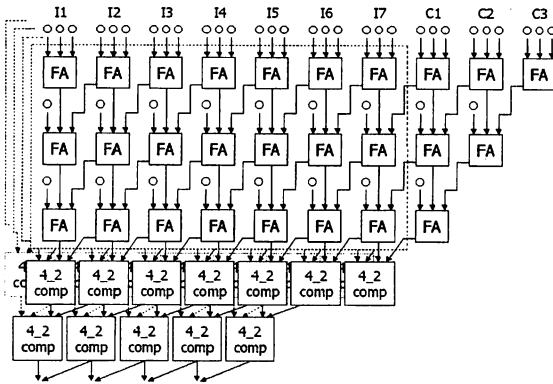 I1 I2 I3 I4 I5 I6 I7 C1 C2 C3
FA FA FA FA FA FA FA FA FA FA
FA FA FA FA FA FA FA FA FA
FA FA FA FA FA FA FA FA
4_2 4_2 4_2 4_2 4_2 4_2 4_2
comp comp comp comp comp comp comp
4_2 4_2 4_2 4_2 4_2
comp comp comp comp comp